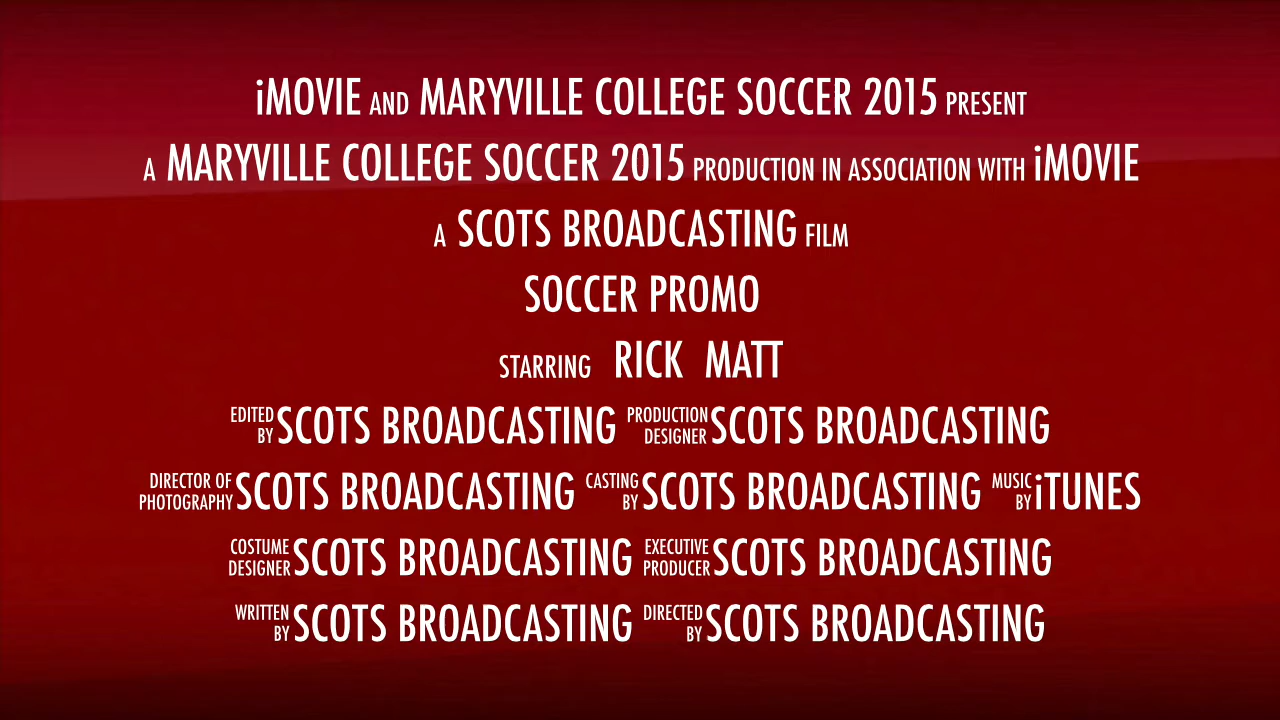 iMOVIE AND MARYVILLE COLLEGE SOCCER 2015 PRESENT
A MARYVILLE COLLEGE SOCCER 2015 PRODUCTION IN ASSOCIATION WITH iMOVIE
A SCOTS BROADCASTING FILM
SOCCER PROMO
STARRING RICK MATT
EDITED BY SCOTS BROADCASTING PRODUCTION DESIGNER SCOTS BROADCASTING
DIRECTOR OF PHOTOGRAPHY SCOTS BROADCASTING CASTING BY SCOTS BROADCASTING MUSIC BY iTUNES
COSTUME DESIGNER SCOTS BROADCASTING EXECUTIVE PRODUCER SCOTS BROADCASTING
WRITTEN BY SCOTS BROADCASTING DIRECTED BY SCOTS BROADCASTING